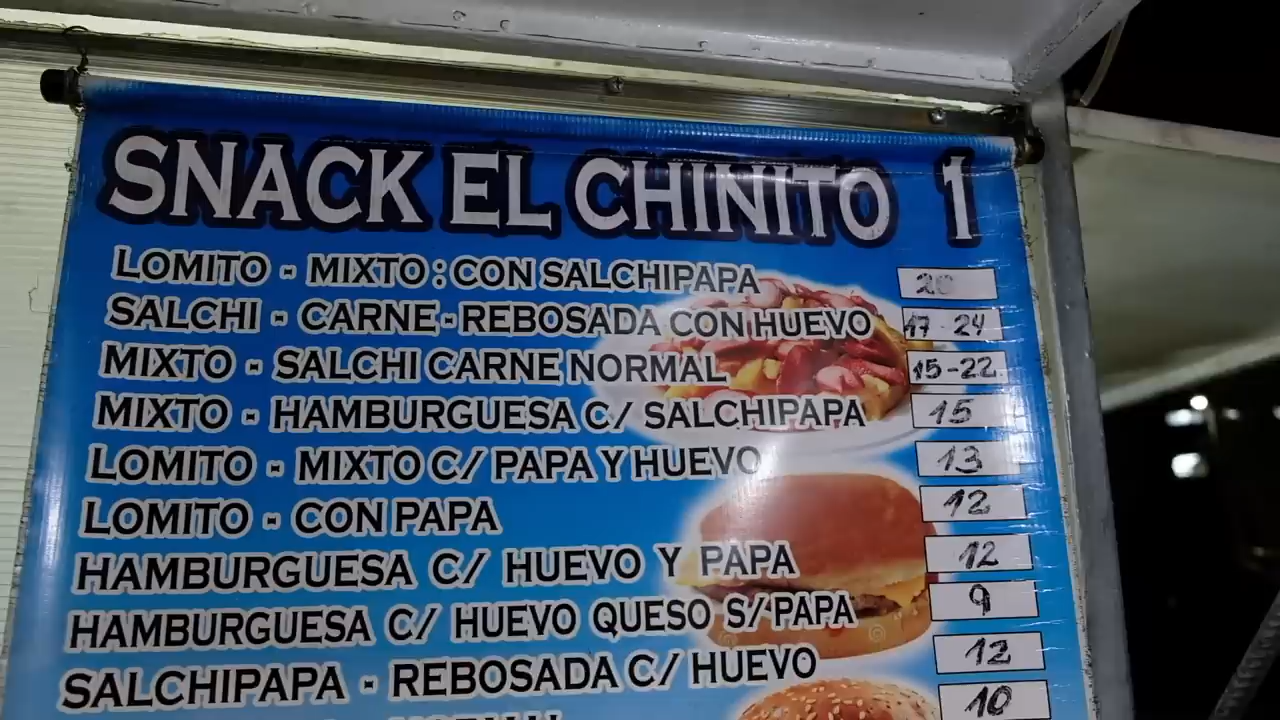 SNACK EL CHINITO 1
LOMITO - MIXTO : CON SALCHIPAPA
SALCHI - CARNE - REBOSADA CON HUEVO 17 - 24
MIXTO - SALCHI CARNE NORMAL 15-22
MIXTO - HAMBURGUESA C/ SALCHIPAPA 15
LOMITO - MIXTO C/ PAPA Y HUEVO 13
LOMITO - CON PAPA 12
HAMBURGUESA C/ HUEVO Y PAPA 12
HAMBURGUESA C/ HUEVO QUESO S/ PAPA 9
SALCHIPAPA - REBOSADA C/ HUEVO 12
10